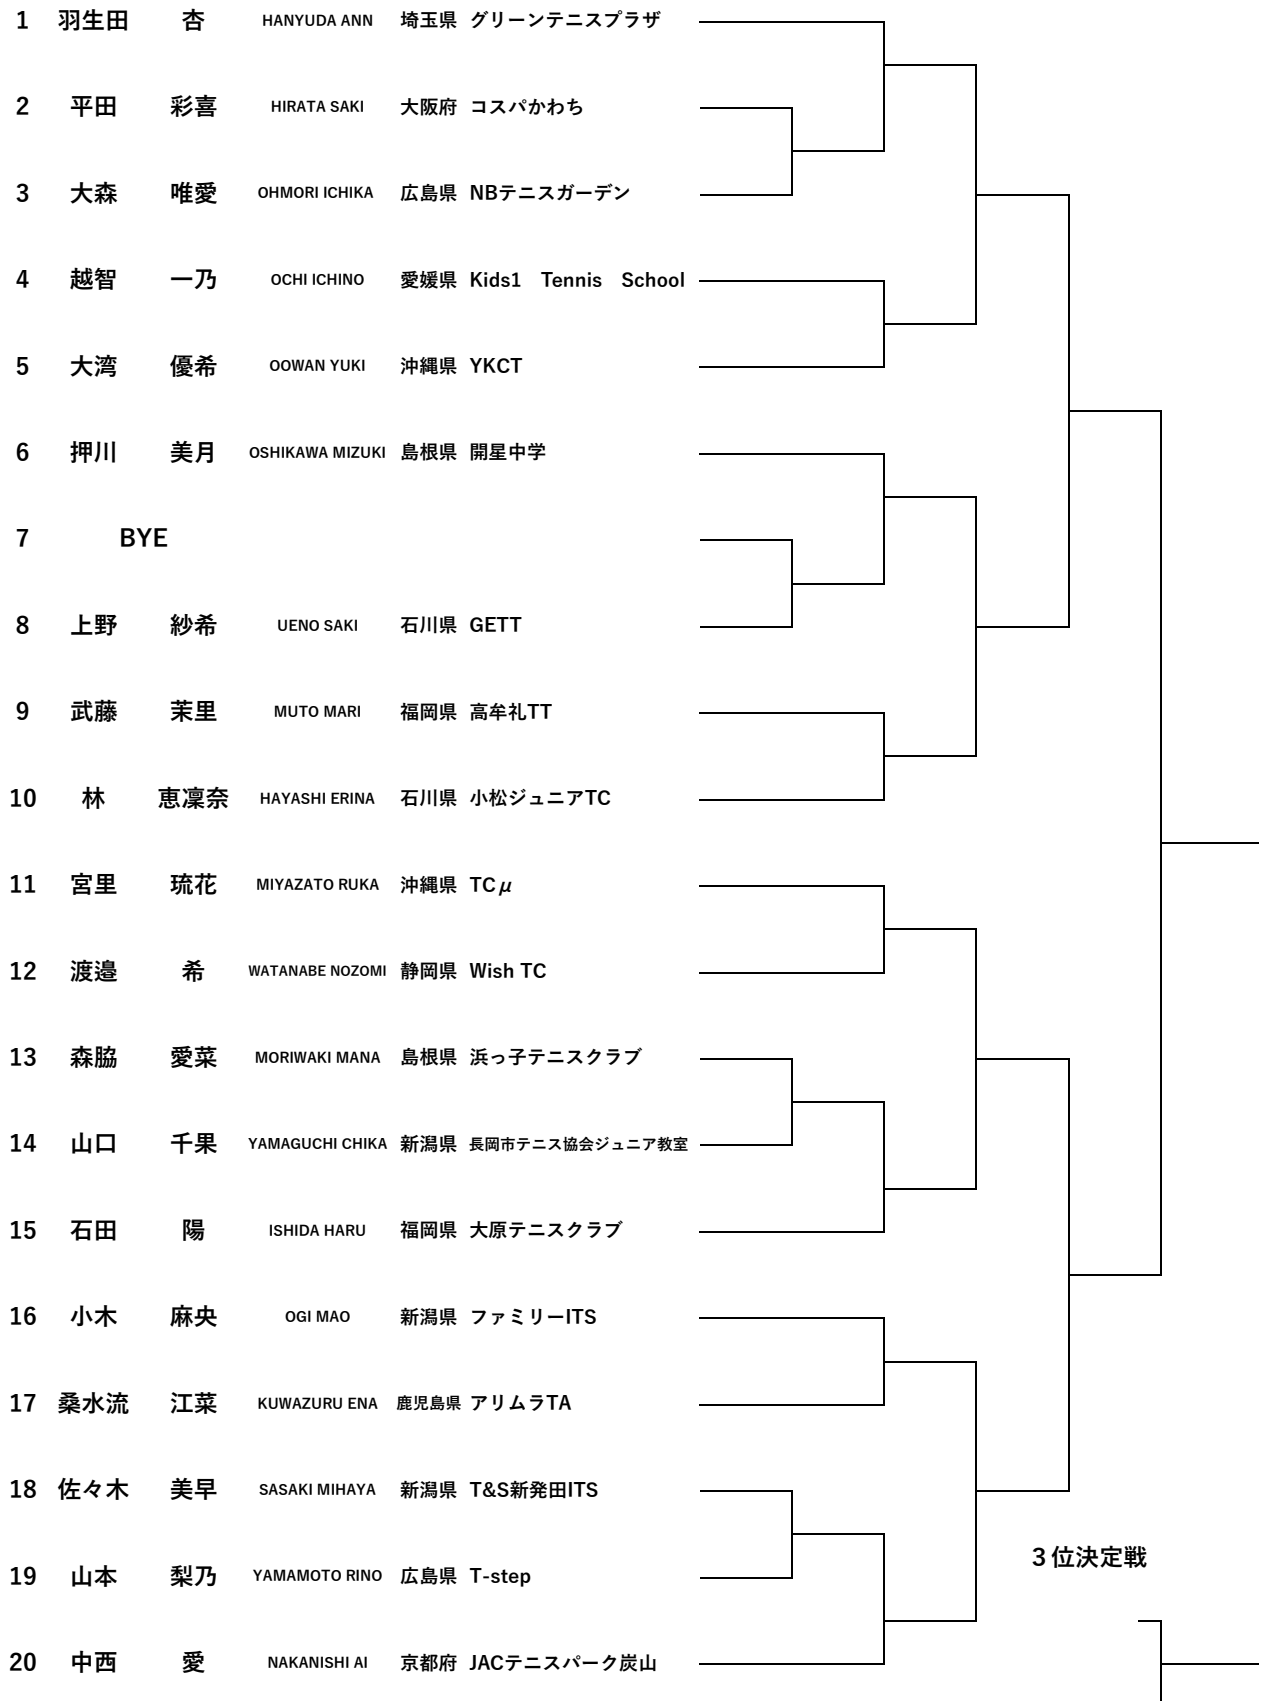 1 羽生田 杏 HANYUDA ANN 埼玉県 グリーンテニスプラザ
2 平田 彩喜 HIRATA SAKI 大阪府 コスパかわち
3 大森 唯愛 OHMORI ICHIKA 広島県 NBテニスガーデン
4 越智 一乃 OCHI ICHINO 愛媛県 Kids1　Tennis　School
5 大湾 優希 OOWAN YUKI 沖縄県 YKCT
6 押川 美月 OSHIKAWA MIZUKI 島根県 開星中学
7 BYE
8 上野 紗希 UENO SAKI 石川県 GETT
9 武藤 茉里 MUTO MARI 福岡県 高牟礼TT
10 林 恵凜奈 HAYASHI ERINA 石川県 小松ジュニアTC
11 宮里 琉花 MIYAZATO RUKA 沖縄県 TCμ
12 渡邉 希 WATANABE NOZOMI 静岡県 Wish TC
13 森脇 愛菜 MORIWAKI MANA 島根県 浜っ子テニスクラブ
14 山口 千果 YAMAGUCHI CHIKA 新潟県 長岡市テニス協会ジュニア教室
15 石田 陽 ISHIDA HARU 福岡県 大原テニスクラブ
16 小木 麻央 OGI MAO 新潟県 ファミリーITS
17 桑水流 江菜 KUWAZURU ENA 鹿児島県 アリムラTA
18 佐々木 美早 SASAKI MIHAYA 新潟県 T&S新発田ITS
３位決定戦
19 山本 梨乃 YAMAMOTO RINO 広島県 T-step
20 中西 愛 NAKANISHI AI 京都府 JACテニスパーク炭山